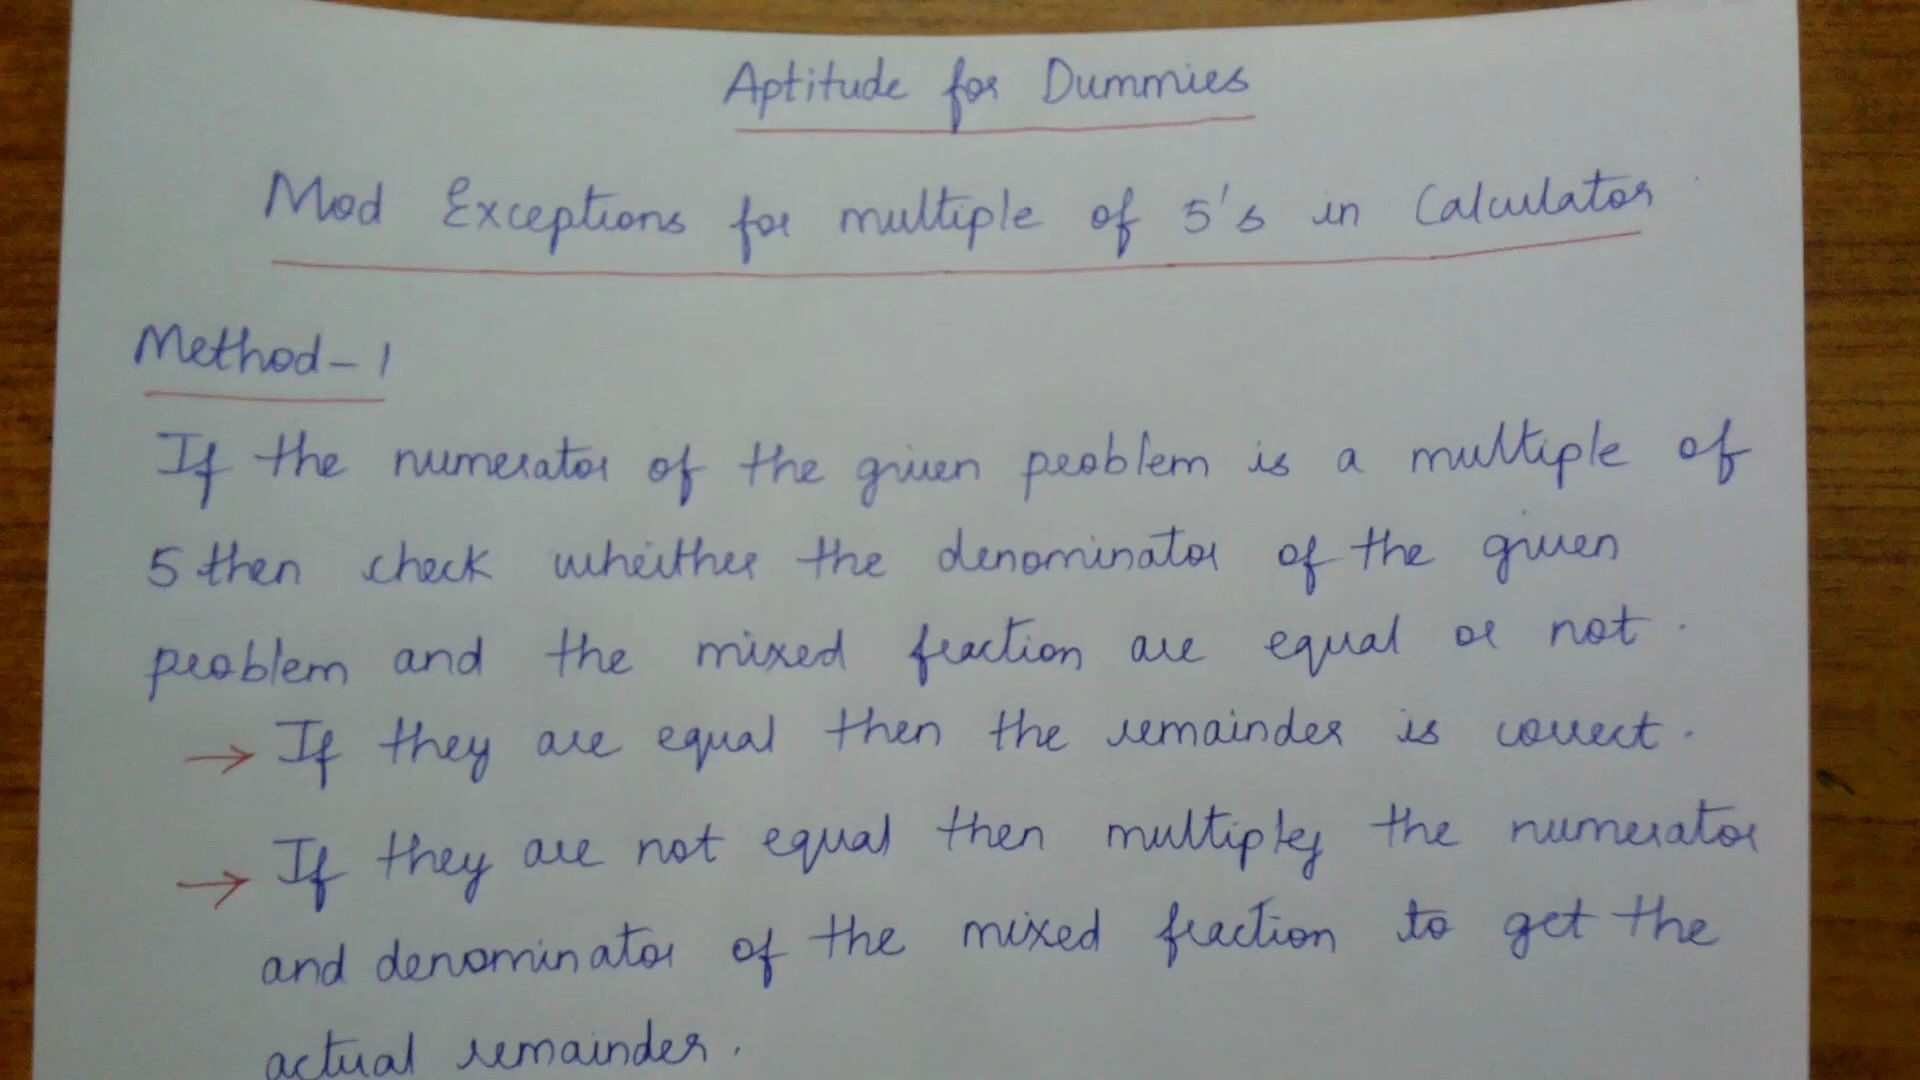 Aptitude for Dummies
Mod Exceptions for multiple of 5's in Calculator
Method-1
If the numerator of the given problem is a multiple of
5 then check wheither the denominator of the given
problem and the mixed fraction are equal or not.
→ If they are equal then the remainder is correct.
→ If they are not equal then multiply the numerator
and denominator of the mixed fraction to get the
actual remainder.